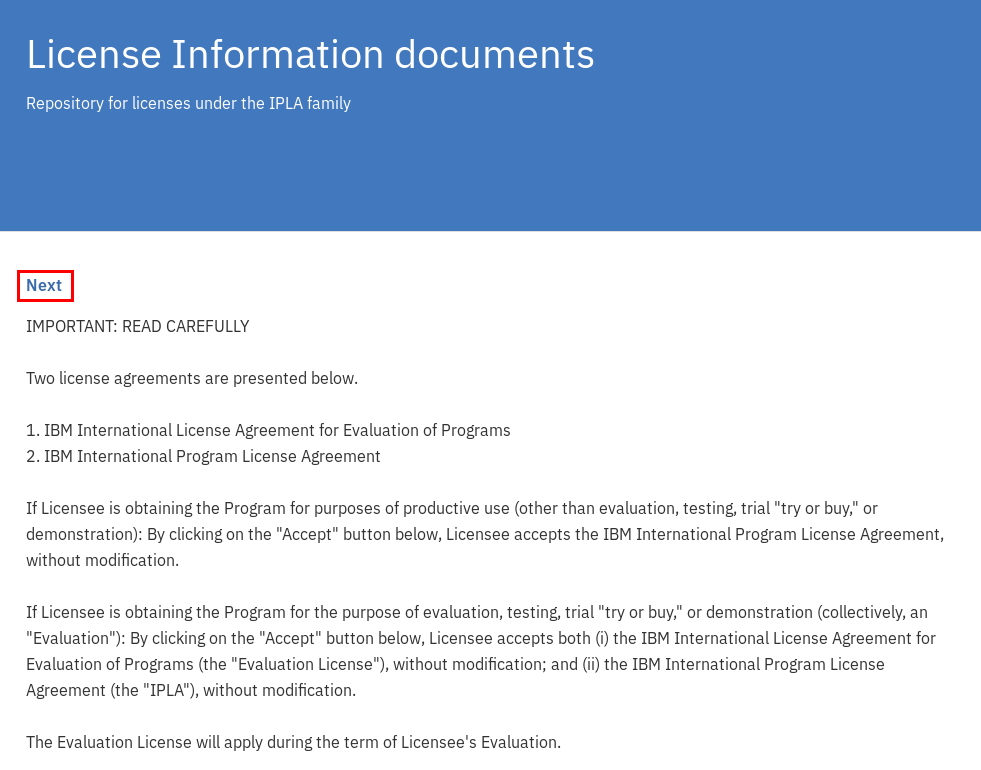 License Information documents
Repository for licenses under the IPLA family
Next
IMPORTANT: READ CAREFULLY
Two license agreements are presented below.
1. IBM International License Agreement for Evaluation of Programs
2. IBM International Program License Agreement
If Licensee is obtaining the Program for purposes of productive use (other than evaluation, testing, trial "try or buy," or
demonstration): By clicking on the "Accept" button below, Licensee accepts the IBM International Program License Agreement,
without modification.
If Licensee is obtaining the Program for the purpose of evaluation, testing, trial "try or buy," or demonstration (collectively, an
"Evaluation"): By clicking on the "Accept" button below, Licensee accepts both (i) the IBM International License Agreement for
Evaluation of Programs (the "Evaluation License"), without modification; and (ii) the IBM International Program License
Agreement (the "IPLA"), without modification.
The Evaluation License will apply during the term of Licensee's Evaluation.